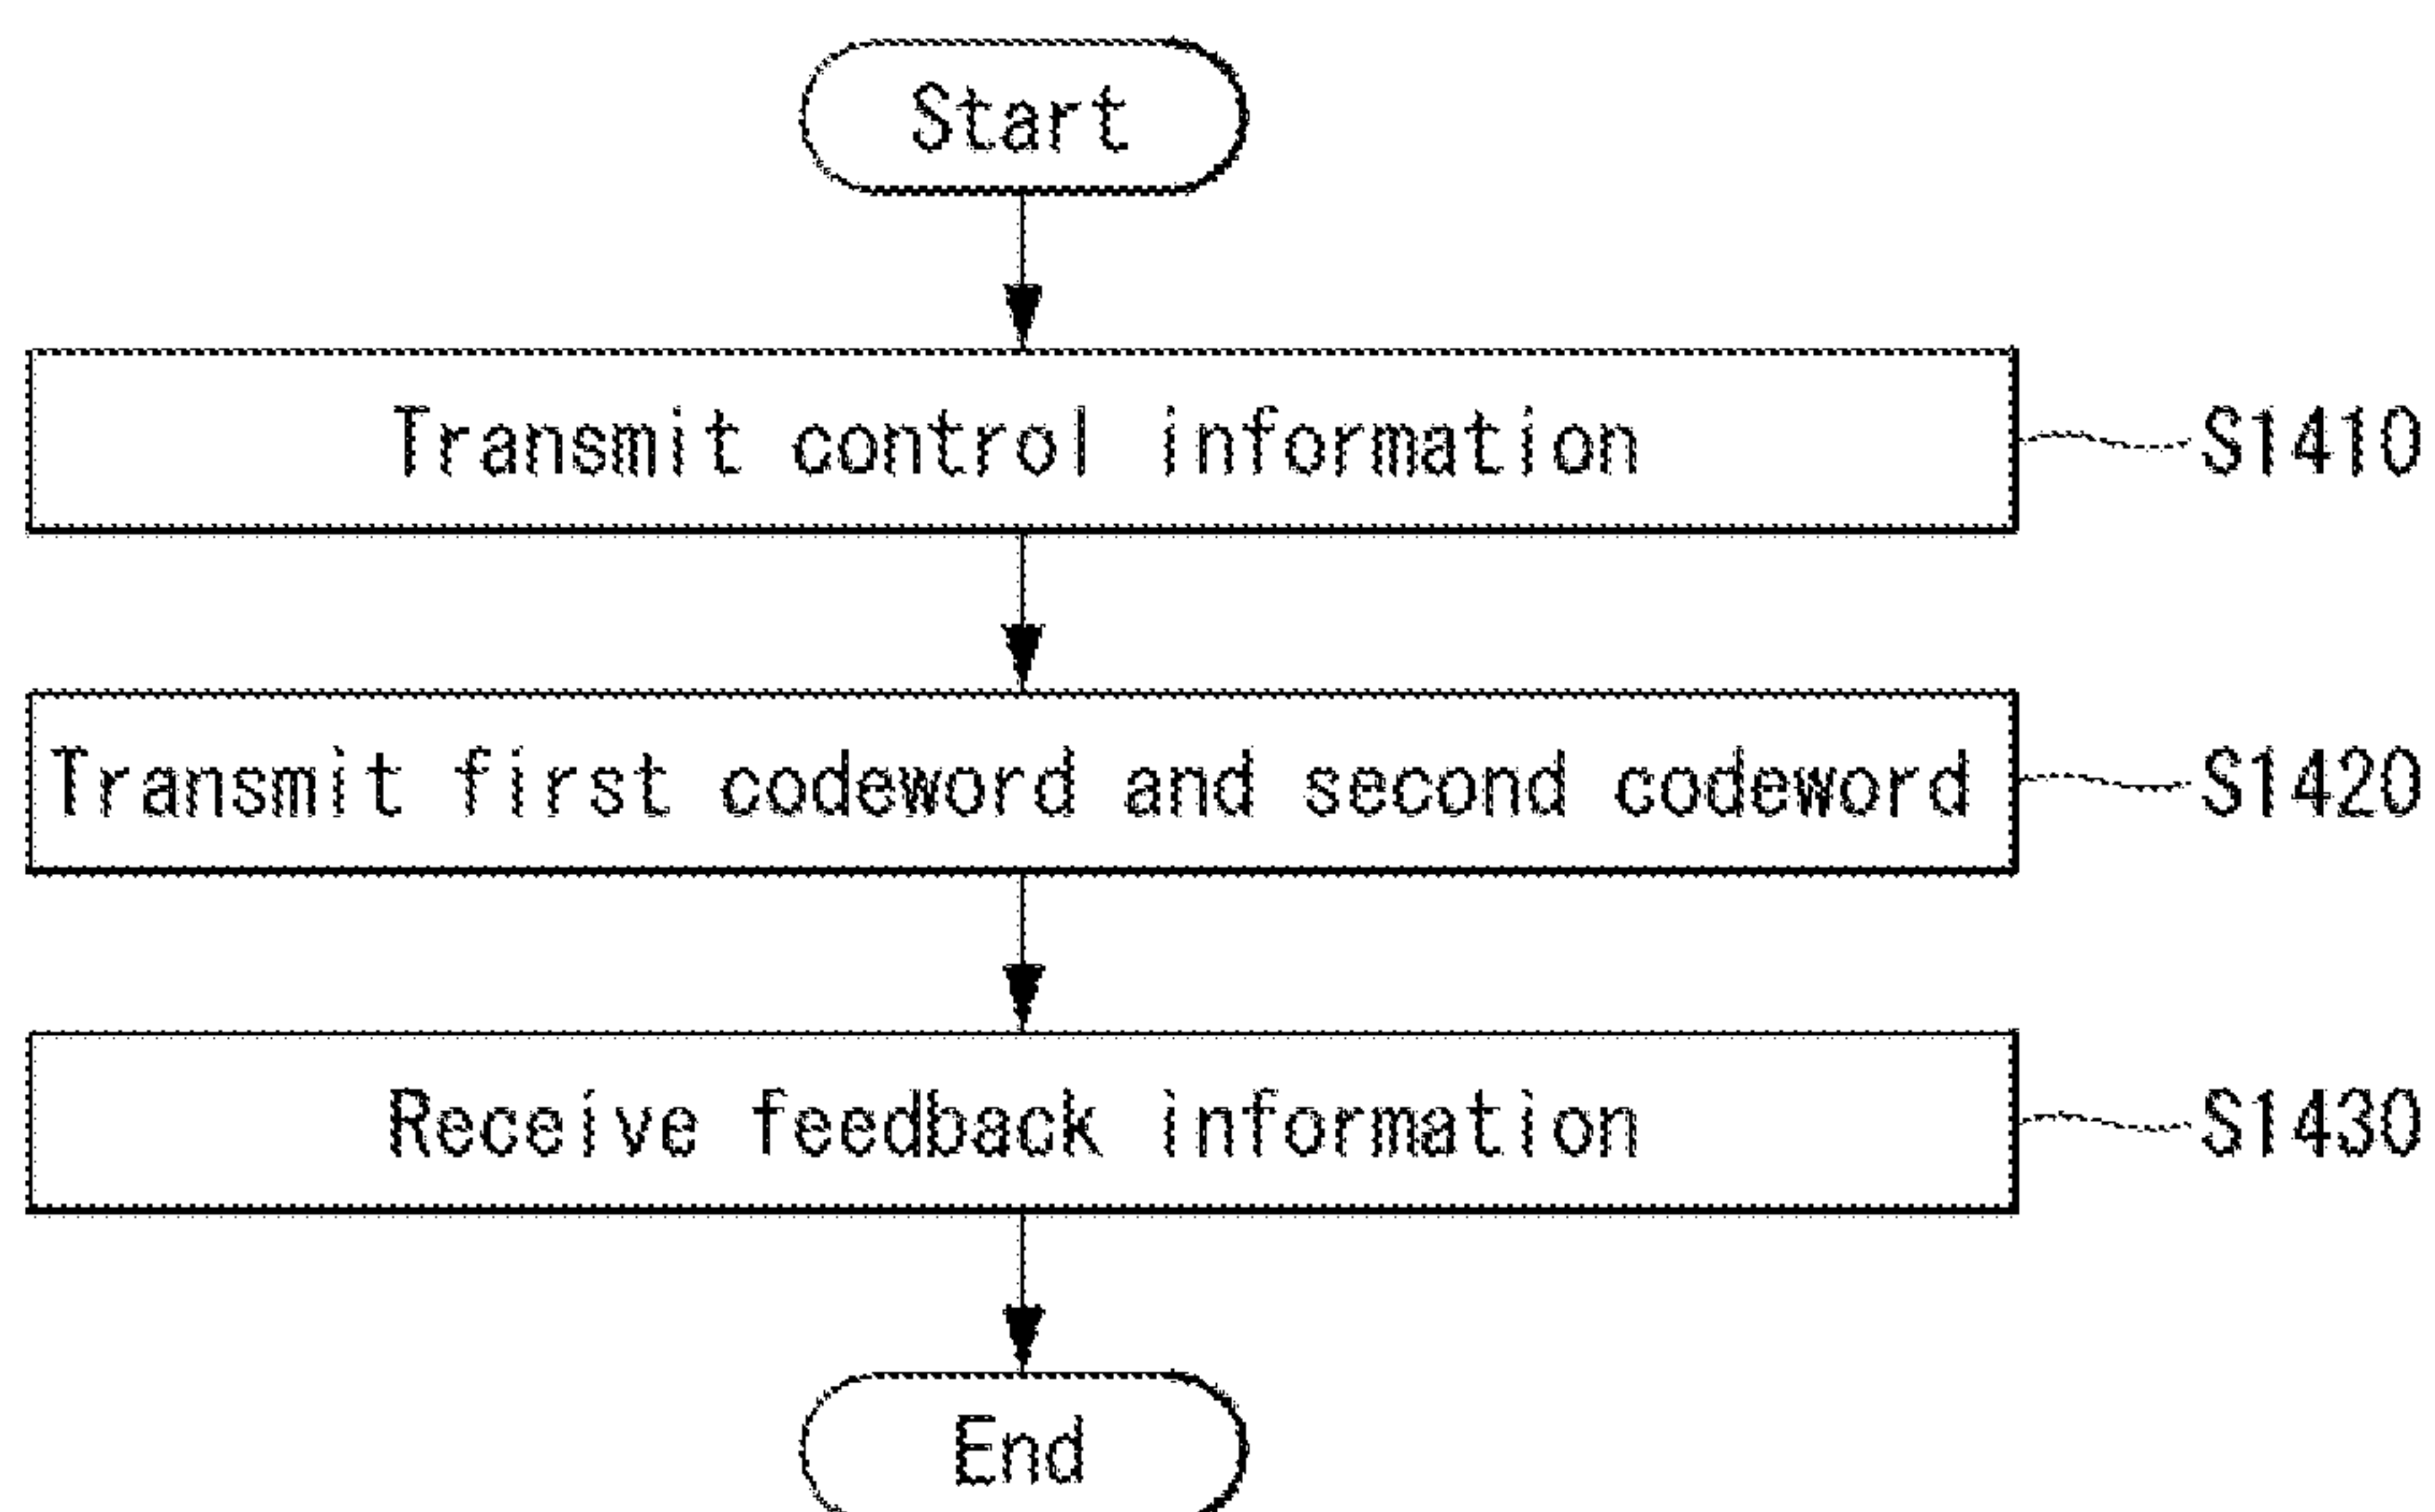 Start
Transmit control information S1410
Transmit first codeword and second codeword S1420
Receive feedback information S1430
End